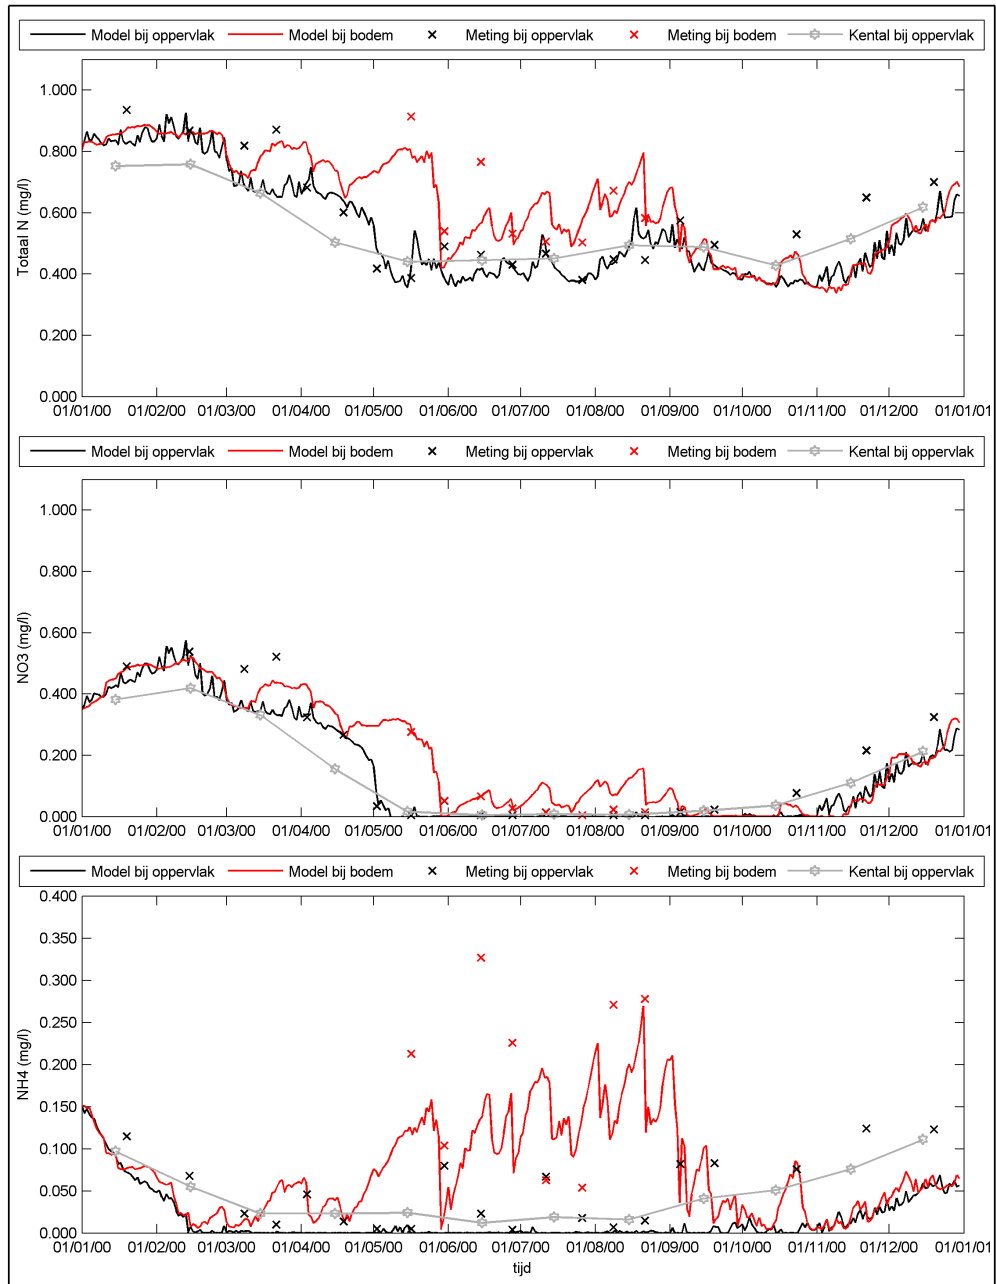 Model bij oppervlak Model bij bodem Meting bij oppervlak Meting bij bodem Kental bij oppervlak
1.000
0.800
0.600
0.400
0.200
0.000
Totaal N (mg/l)
01/01/00 01/02/00 01/03/00 01/04/00 01/05/00 01/06/00 01/07/00 01/08/00 01/09/00 01/10/00 01/11/00 01/12/00 01/01/01
Model bij oppervlak Model bij bodem Meting bij oppervlak Meting bij bodem Kental bij oppervlak
1.000
0.800
0.600
0.400
0.200
0.000
NO3 (mg/l)
01/01/00 01/02/00 01/03/00 01/04/00 01/05/00 01/06/00 01/07/00 01/08/00 01/09/00 01/10/00 01/11/00 01/12/00 01/01/01
Model bij oppervlak Model bij bodem Meting bij oppervlak Meting bij bodem Kental bij oppervlak
0.400
0.350
0.300
0.250
0.200
0.150
0.100
0.050
0.000
NH4 (mg/l)
01/01/00 01/02/00 01/03/00 01/04/00 01/05/00 01/06/00 01/07/00 01/08/00 01/09/00 01/10/00 01/11/00 01/12/00 01/01/01
tijd